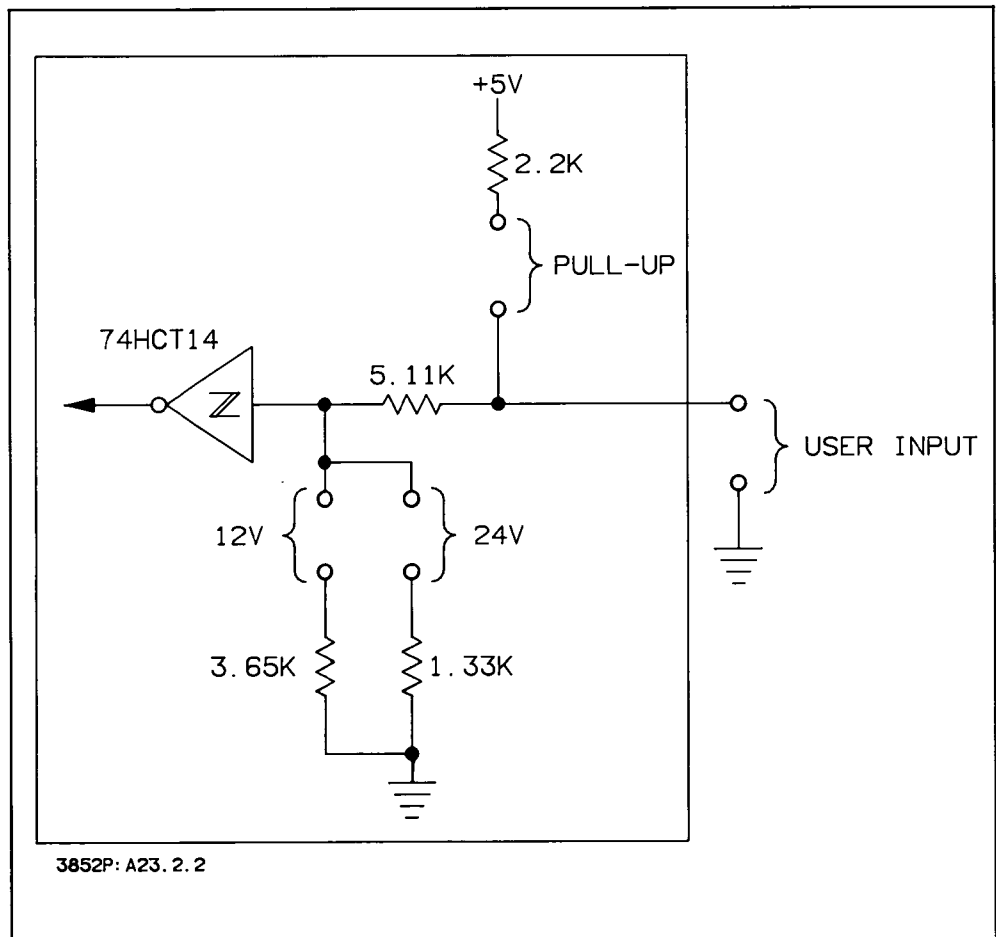 +5V
2.2K
PULL-UP
74HCT14
5.11K
USER INPUT
12V
24V
3.65K
1.33K
3852P: A23.2.2